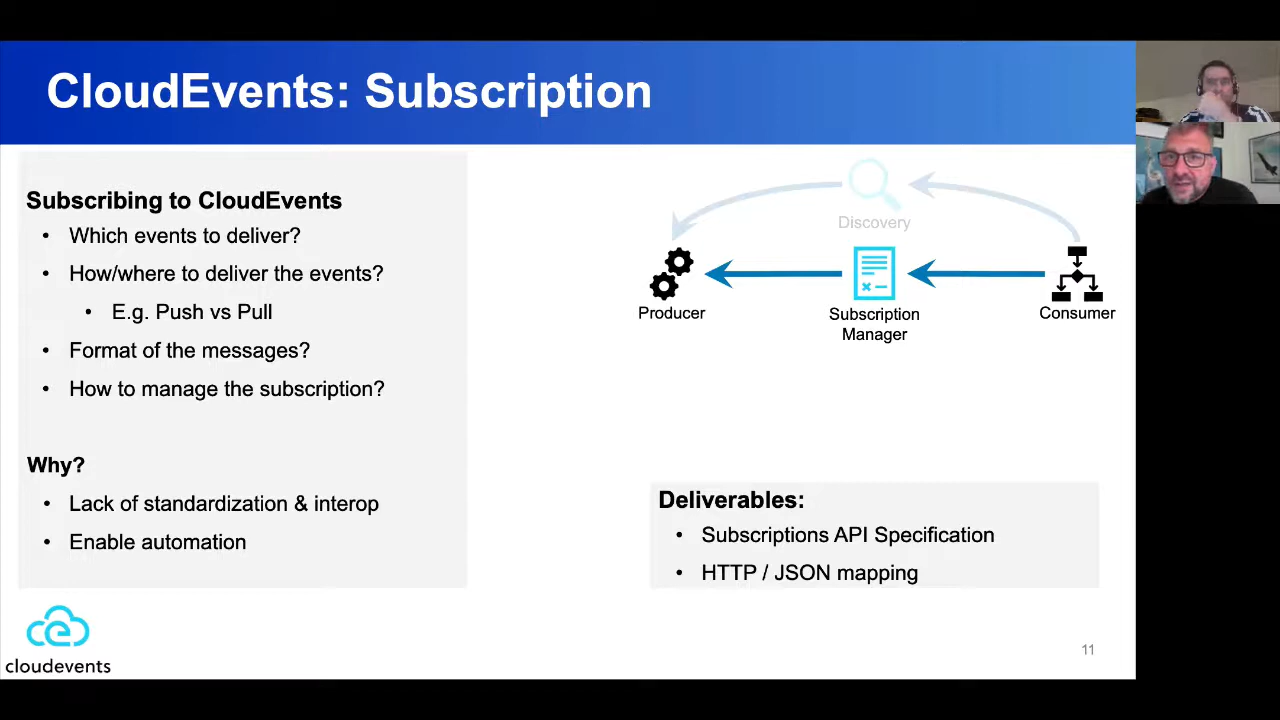 CloudEvents: Subscription
Subscribing to CloudEvents
• Which events to deliver?
• How/where to deliver the events?
• E.g. Push vs Pull
• Format of the messages?
• How to manage the subscription?
Why?
• Lack of standardization & interop
• Enable automation
Discovery
Producer
Subscription
Manager
Consumer
Deliverables:
• Subscriptions API Specification
• HTTP / JSON mapping
cloudevents
11